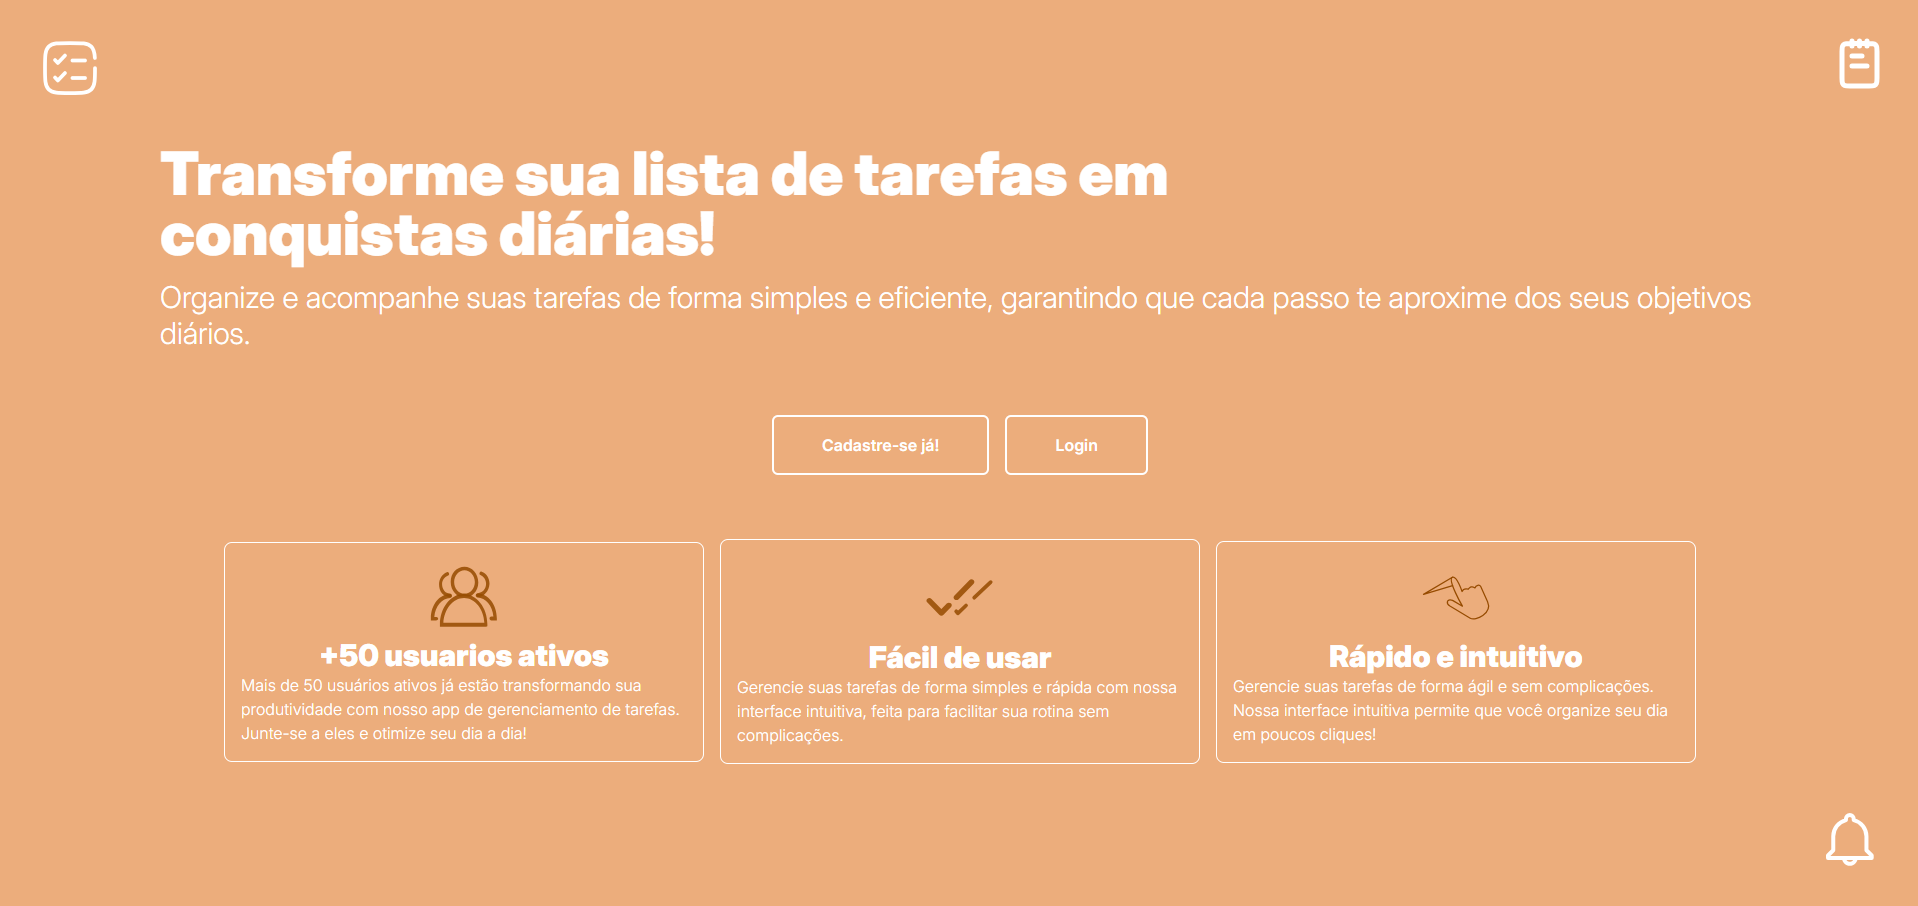 Transforme sua lista de tarefas em
conquistas diárias!
Organize e acompanhe suas tarefas de forma simples e eficiente, garantindo que cada passo te aproxime dos seus objetivos
diários.
Cadastre-se já!
Login
+50 usuarios ativos
Mais de 50 usuários ativos já estão transformando sua
produtividade com nosso app de gerenciamento de tarefas.
Junte-se a eles e otimize seu dia a dia!
Fácil de usar
Gerencie suas tarefas de forma simples e rápida com nossa
interface intuitiva, feita para facilitar sua rotina sem
complicações.
Rápido e intuitivo
Gerencie suas tarefas de forma ágil e sem complicações.
Nossa interface intuitiva permite que você organize seu dia
em poucos cliques!